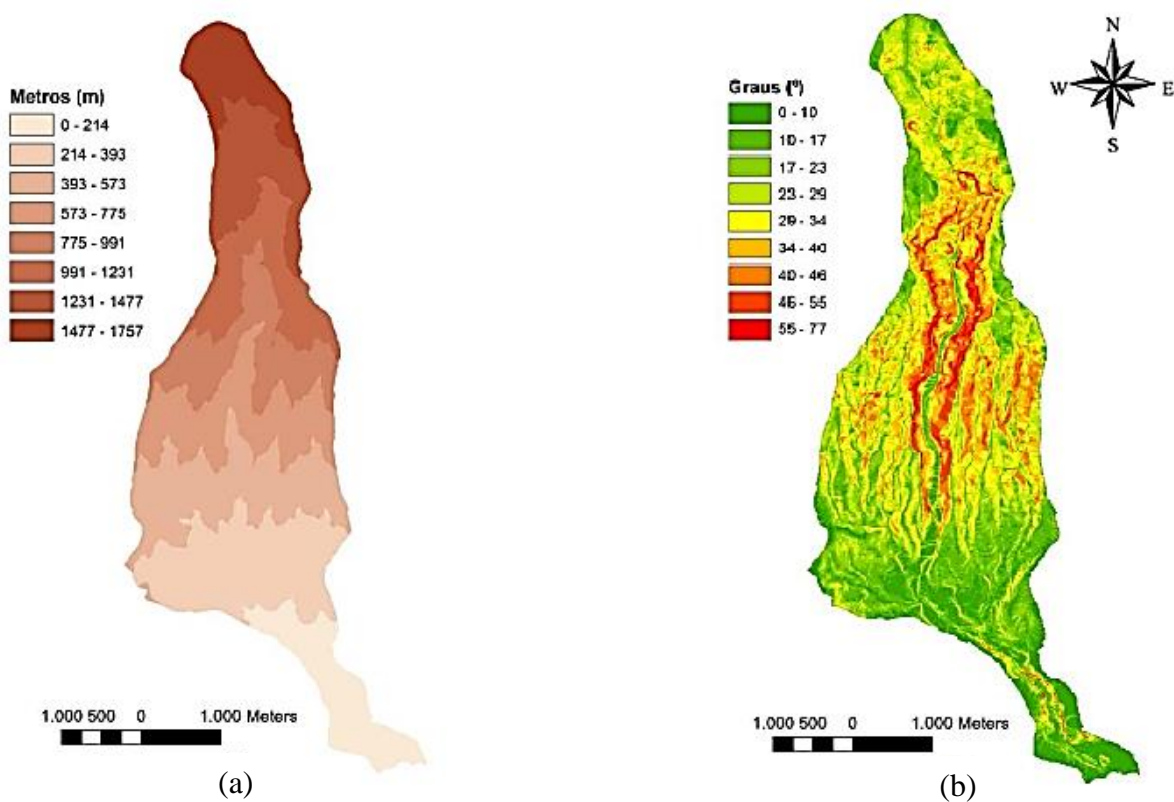 Metros (m)
0 - 214
214 - 393
393 - 573
573 - 775
775 - 991
991 - 1231
1231 - 1477
1477 - 1757
1.000 500 0 1.000 Meters
(a)
N
W E
S
Graus (º)
0 - 10
10 - 17
17 - 23
23 - 29
29 - 34
34 - 40
40 - 46
46 - 55
55 - 77
1.000 500 0 1.000 Meters
(b)